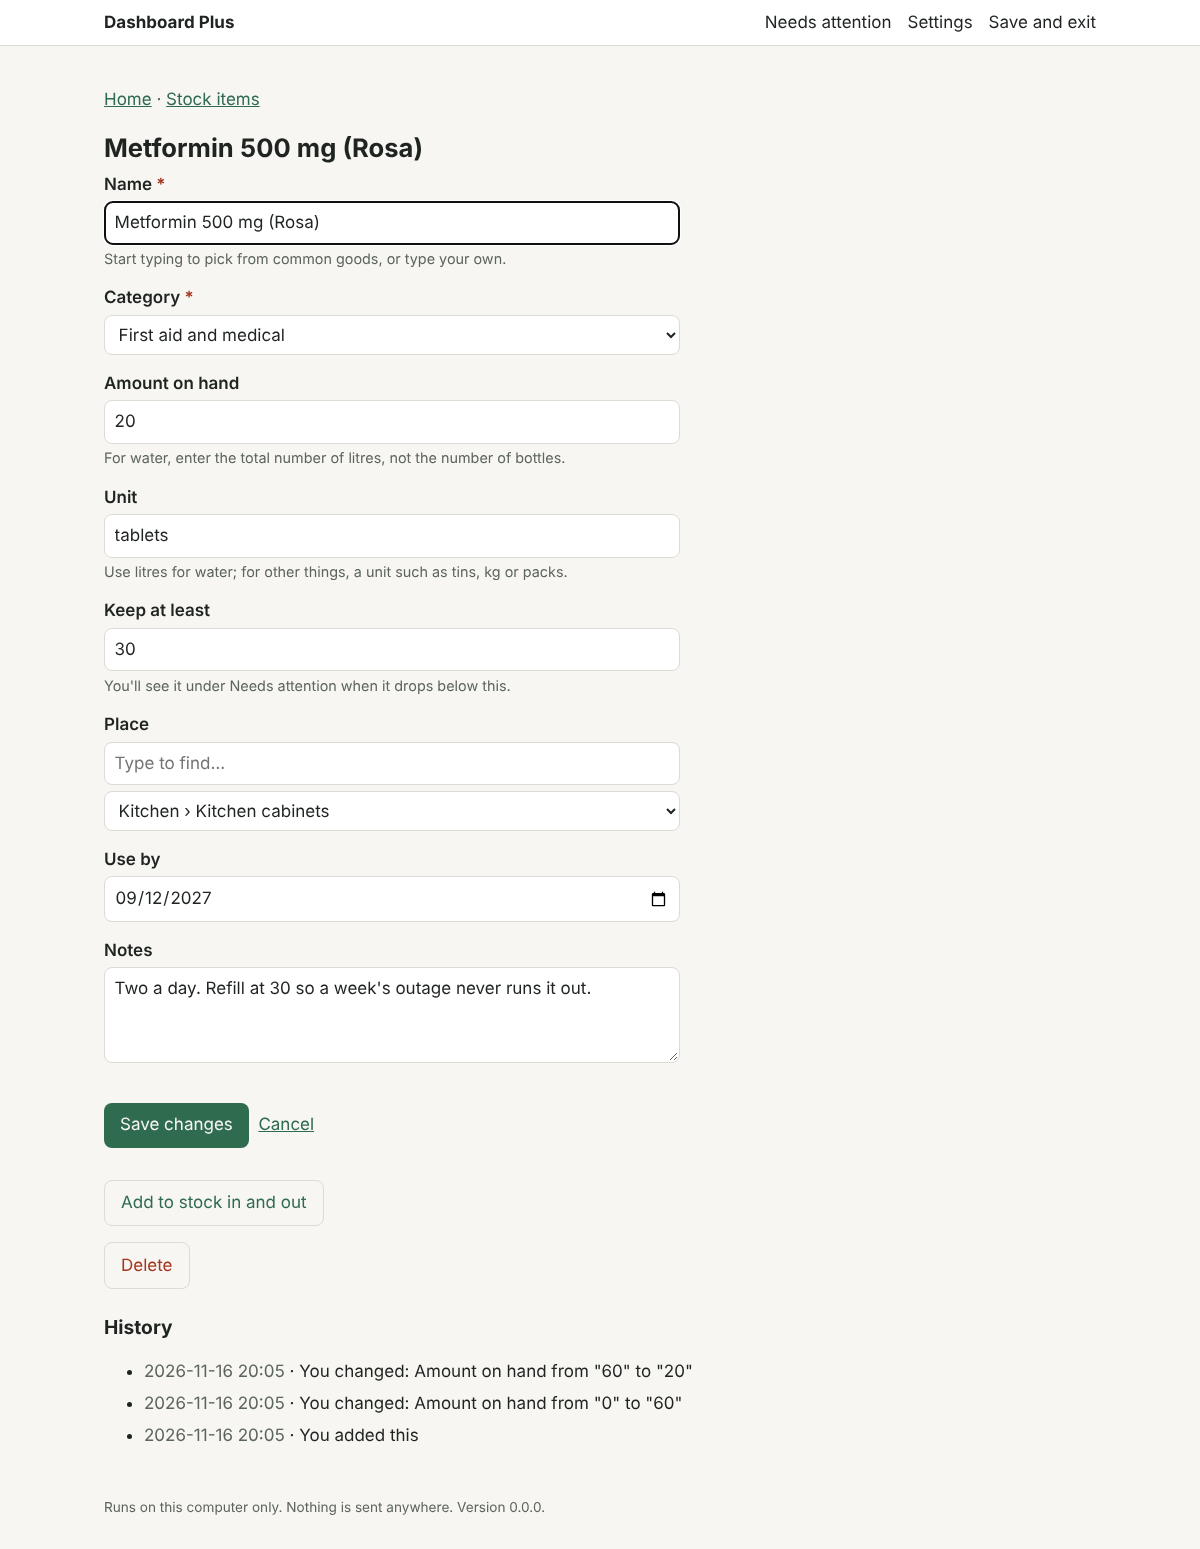 Dashboard Plus
Needs attention Settings Save and exit
Home · Stock items
Metformin 500 mg (Rosa)
Name *
Metformin 500 mg (Rosa)
Start typing to pick from common goods, or type your own.
Category *
First aid and medical
Amount on hand
20
For water, enter the total number of litres, not the number of bottles.
Unit
tablets
Use litres for water; for other things, a unit such as tins, kg or packs.
Keep at least
30
You'll see it under Needs attention when it drops below this.
Place
Type to find...
Kitchen › Kitchen cabinets
Use by
09/12/2027
Notes
Two a day. Refill at 30 so a week's outage never runs it out.
Save changes Cancel
Add to stock in and out
Delete
History
2026-11-16 20:05 · You changed: Amount on hand from "60" to "20"
2026-11-16 20:05 · You changed: Amount on hand from "0" to "60"
2026-11-16 20:05 · You added this
Runs on this computer only. Nothing is sent anywhere. Version 0.0.0.